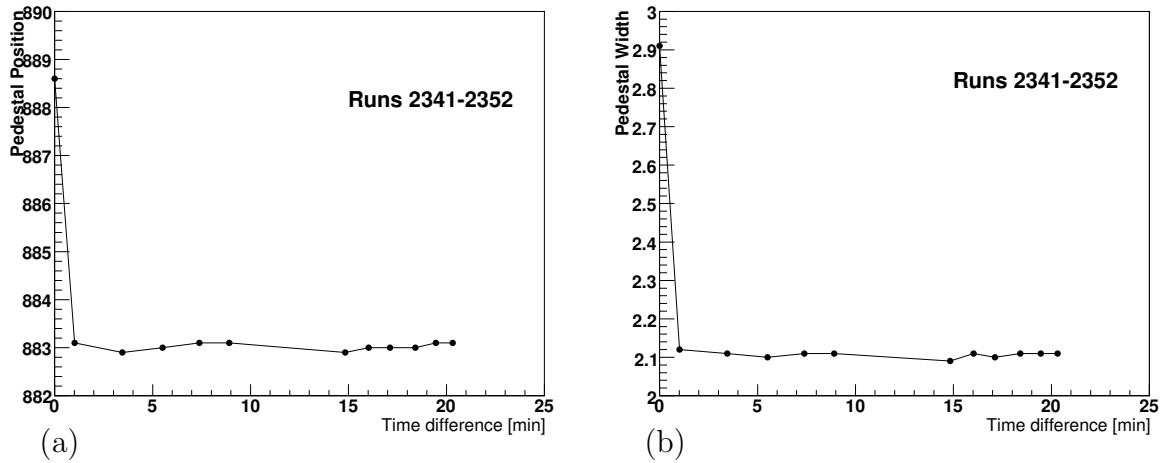 890
889
888
887
886
885
884
883
882
Pedestal Position
Runs 2341-2352
0 5 10 15 20 25
Time difference [min]
(a)
3
2.9
2.8
2.7
2.6
2.5
2.4
2.3
2.2
2.1
2
Pedestal Width
Runs 2341-2352
0 5 10 15 20 25
Time difference [min]
(b)